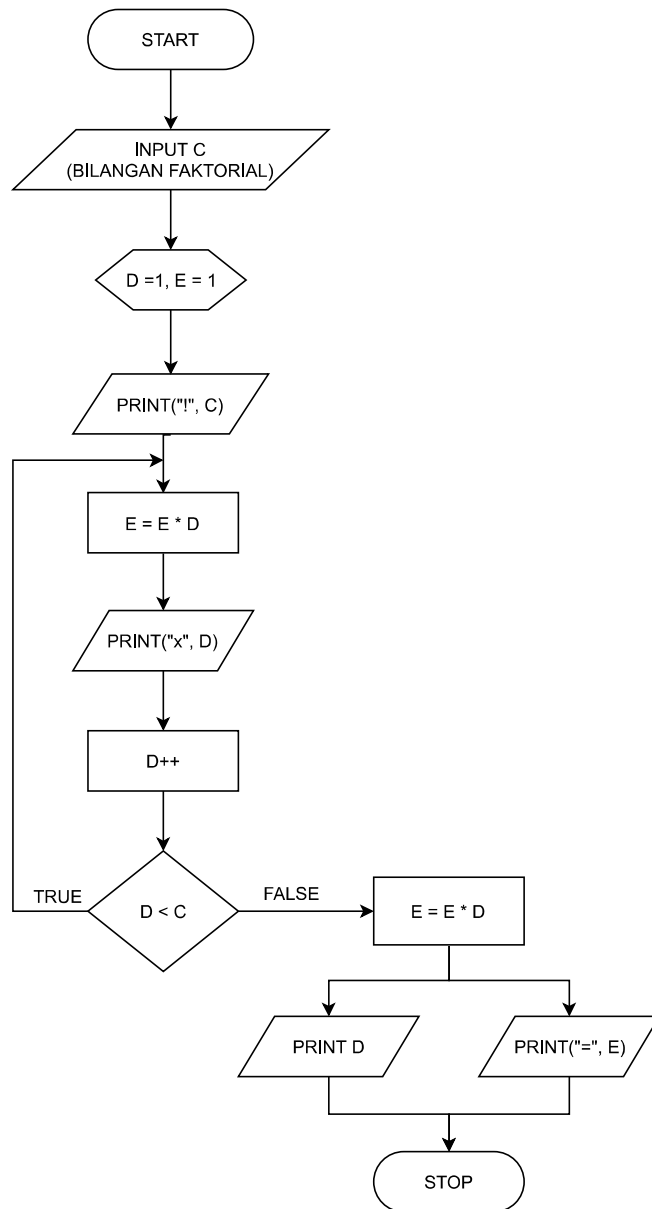 START
INPUT C
(BILANGAN FAKTORIAL)
D =1, E = 1
PRINT("!", C)
E = E * D
PRINT("x", D)
D++
D < C
TRUE
FALSE
E = E * D
PRINT D
PRINT("=", E)
STOP